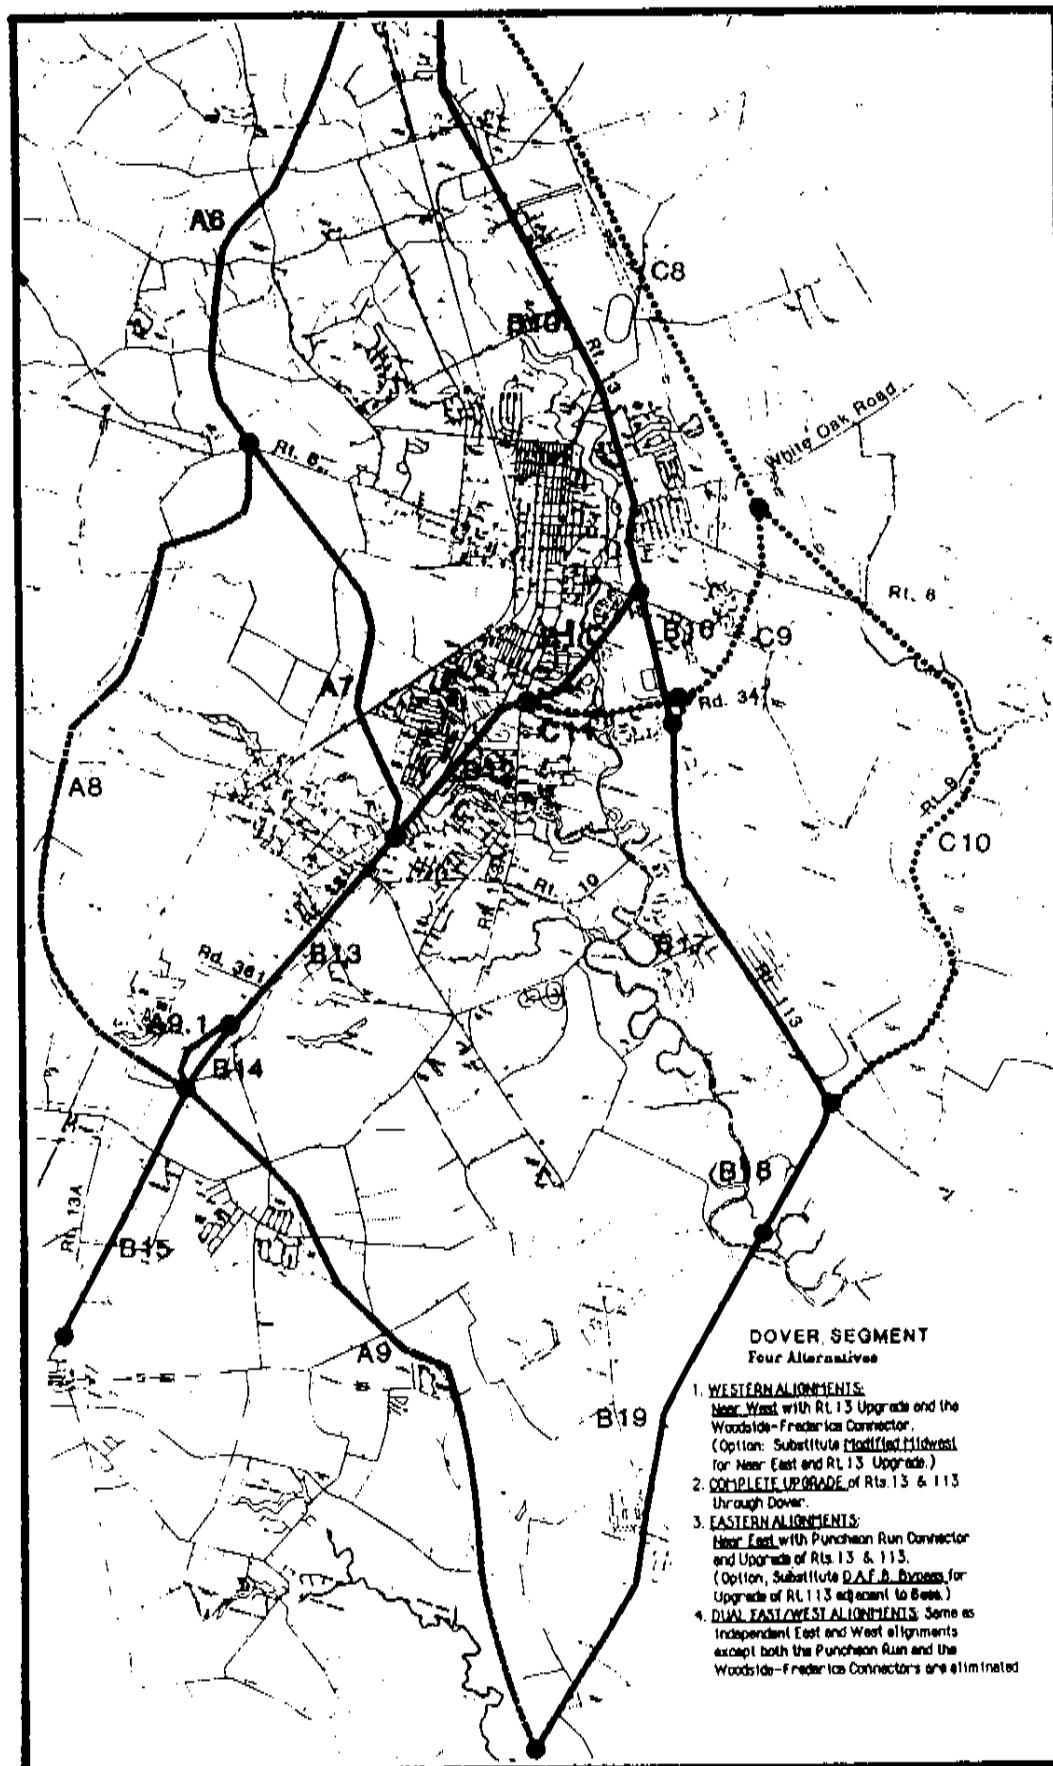 A6
C8
B10
Rt. 13
White Oak Road
Rt. 8
Rt. 8
B16
C9
A7
Rd. 34
C11
A8
Rt. 9
C10
Rt. 10
Rt. 13A
B17
B13
Rd. 361
Rt. 113
A9.1
B14
B18
Rt. 13A
B15
A9
B19
DOVER SEGMENT
Four Alternatives
1. WESTERN ALIGNMENTS:
Near West with Rt. 13 Upgrade and the
Woodside-Frederica Connector.
(Option: Substitute Modified Midwest
for Near East and Rt. 13 Upgrade.)
2. COMPLETE UPGRADE of Rts. 13 & 113
through Dover.
3. EASTERN ALIGNMENTS:
Near East with Puncheon Run Connector
and Upgrade of Rts. 13 & 113.
(Option, Substitute D.A.F.B. Bypass for
Upgrade of Rt. 113 adjacent to Base.)
4. DUAL EAST/WEST ALIGNMENTS: Same as
Independent East and West alignments
except both the Puncheon Run and the
Woodside-Frederica Connectors are eliminated